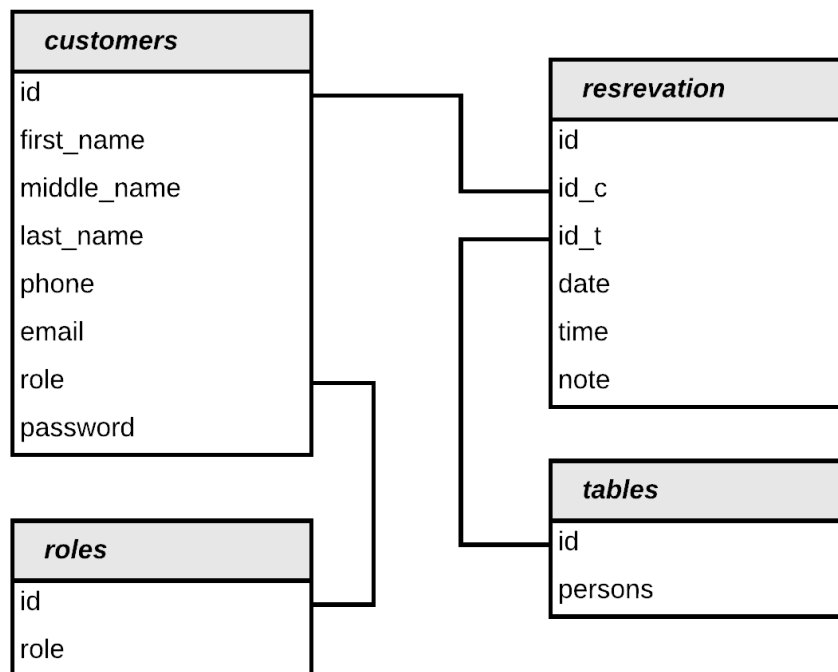 customers
id
first_name
middle_name
last_name
phone
email
role
password
roles
id
role
resrevation
id
id_c
id_t
date
time
note
tables
id
persons